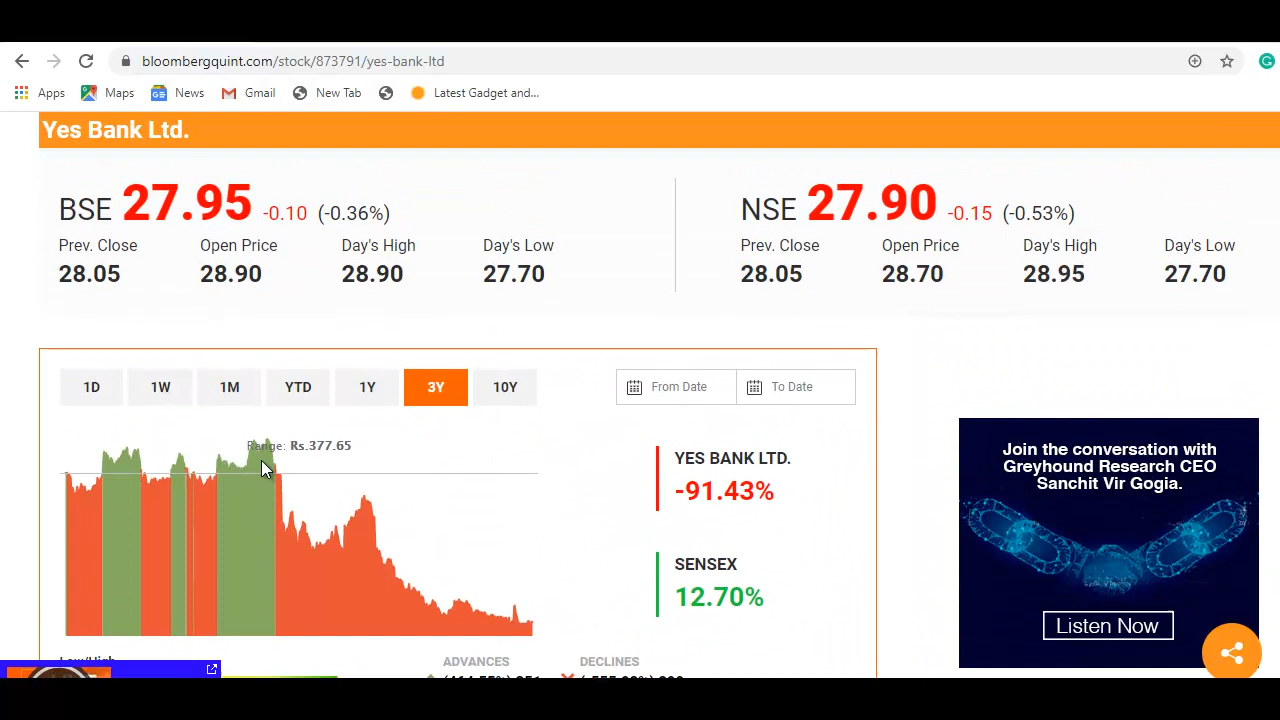 bloombergquint.com/stock/873791/yes-bank-ltd
Apps Maps News Gmail New Tab Latest Gadget and...
Yes Bank Ltd.
BSE 27.95 -0.10 (-0.36%)
Prev. Close Open Price Day's High Day's Low
28.05 28.90 28.90 27.70
NSE 27.90 -0.15 (-0.53%)
Prev. Close Open Price Day's High Day's Low
28.05 28.70 28.95 27.70
1D 1W 1M YTD 1Y 3Y 10Y
From Date To Date
Range: Rs.377.65
YES BANK LTD.
-91.43%
SENSEX
12.70%
Low/High
ADVANCES DECLINES
Join the conversation with
Greyhound Research CEO
Sanchit Vir Gogia.
Listen Now